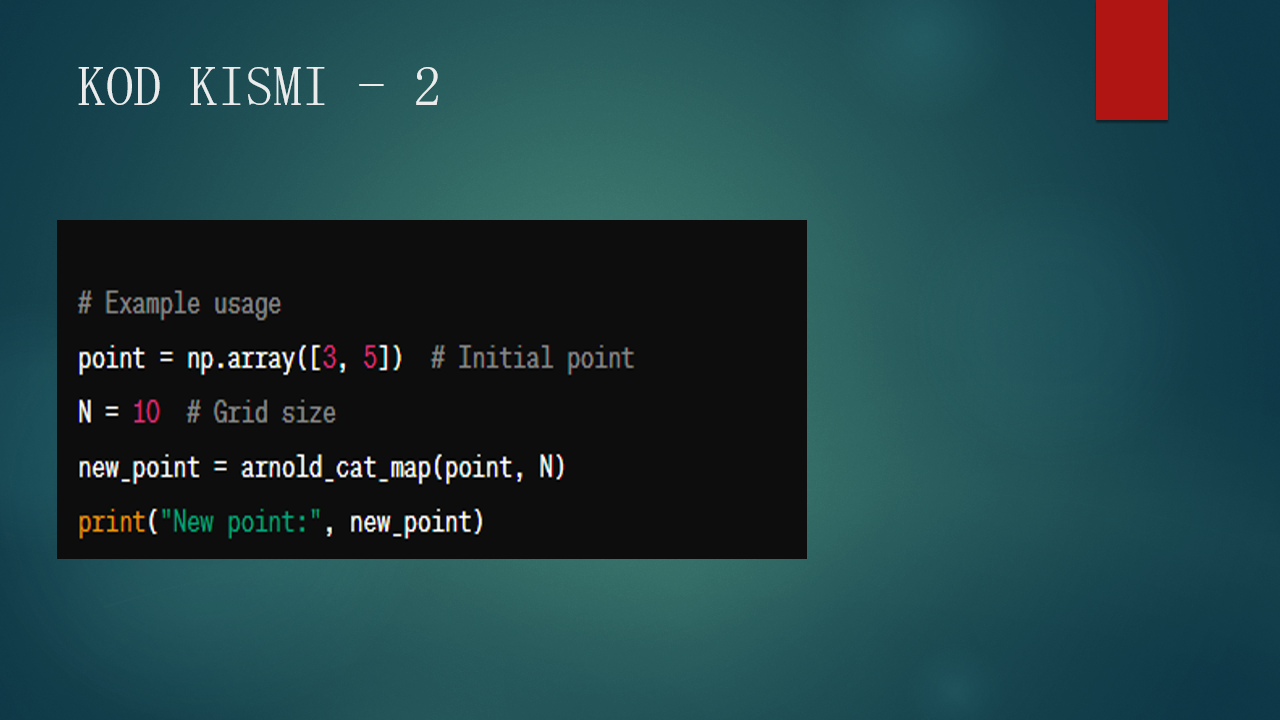 KOD KISMI - 2
# Example usage
point = np.array([3, 5])  # Initial point
N = 10  # Grid size
new_point = arnold_cat_map(point, N)
print("New point:", new_point)